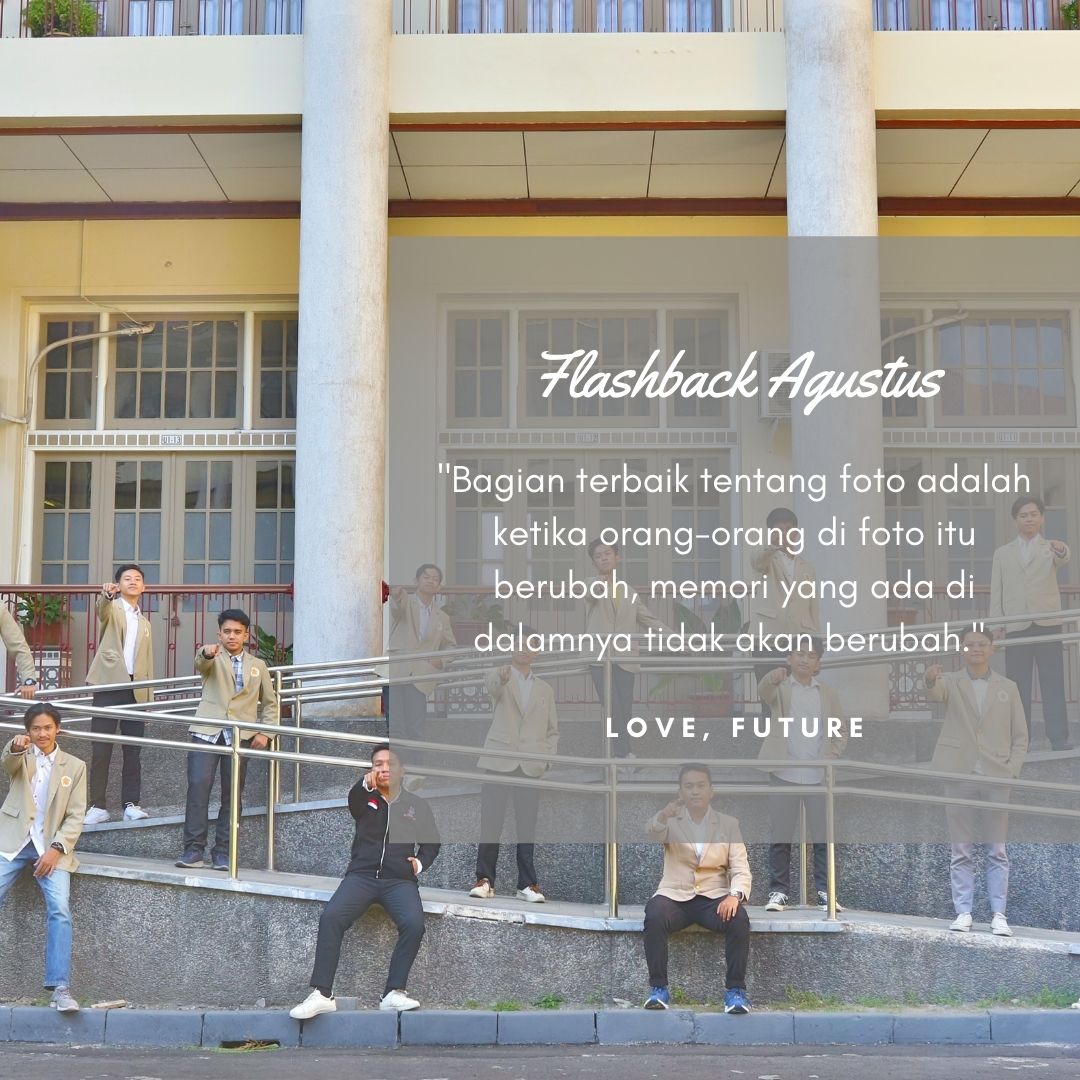 Flashback Agustus
"Bagian terbaik tentang foto adalah
ketika orang-orang di foto itu
berubah, memori yang ada di
dalamnya tidak akan berubah."
LOVE, FUTURE